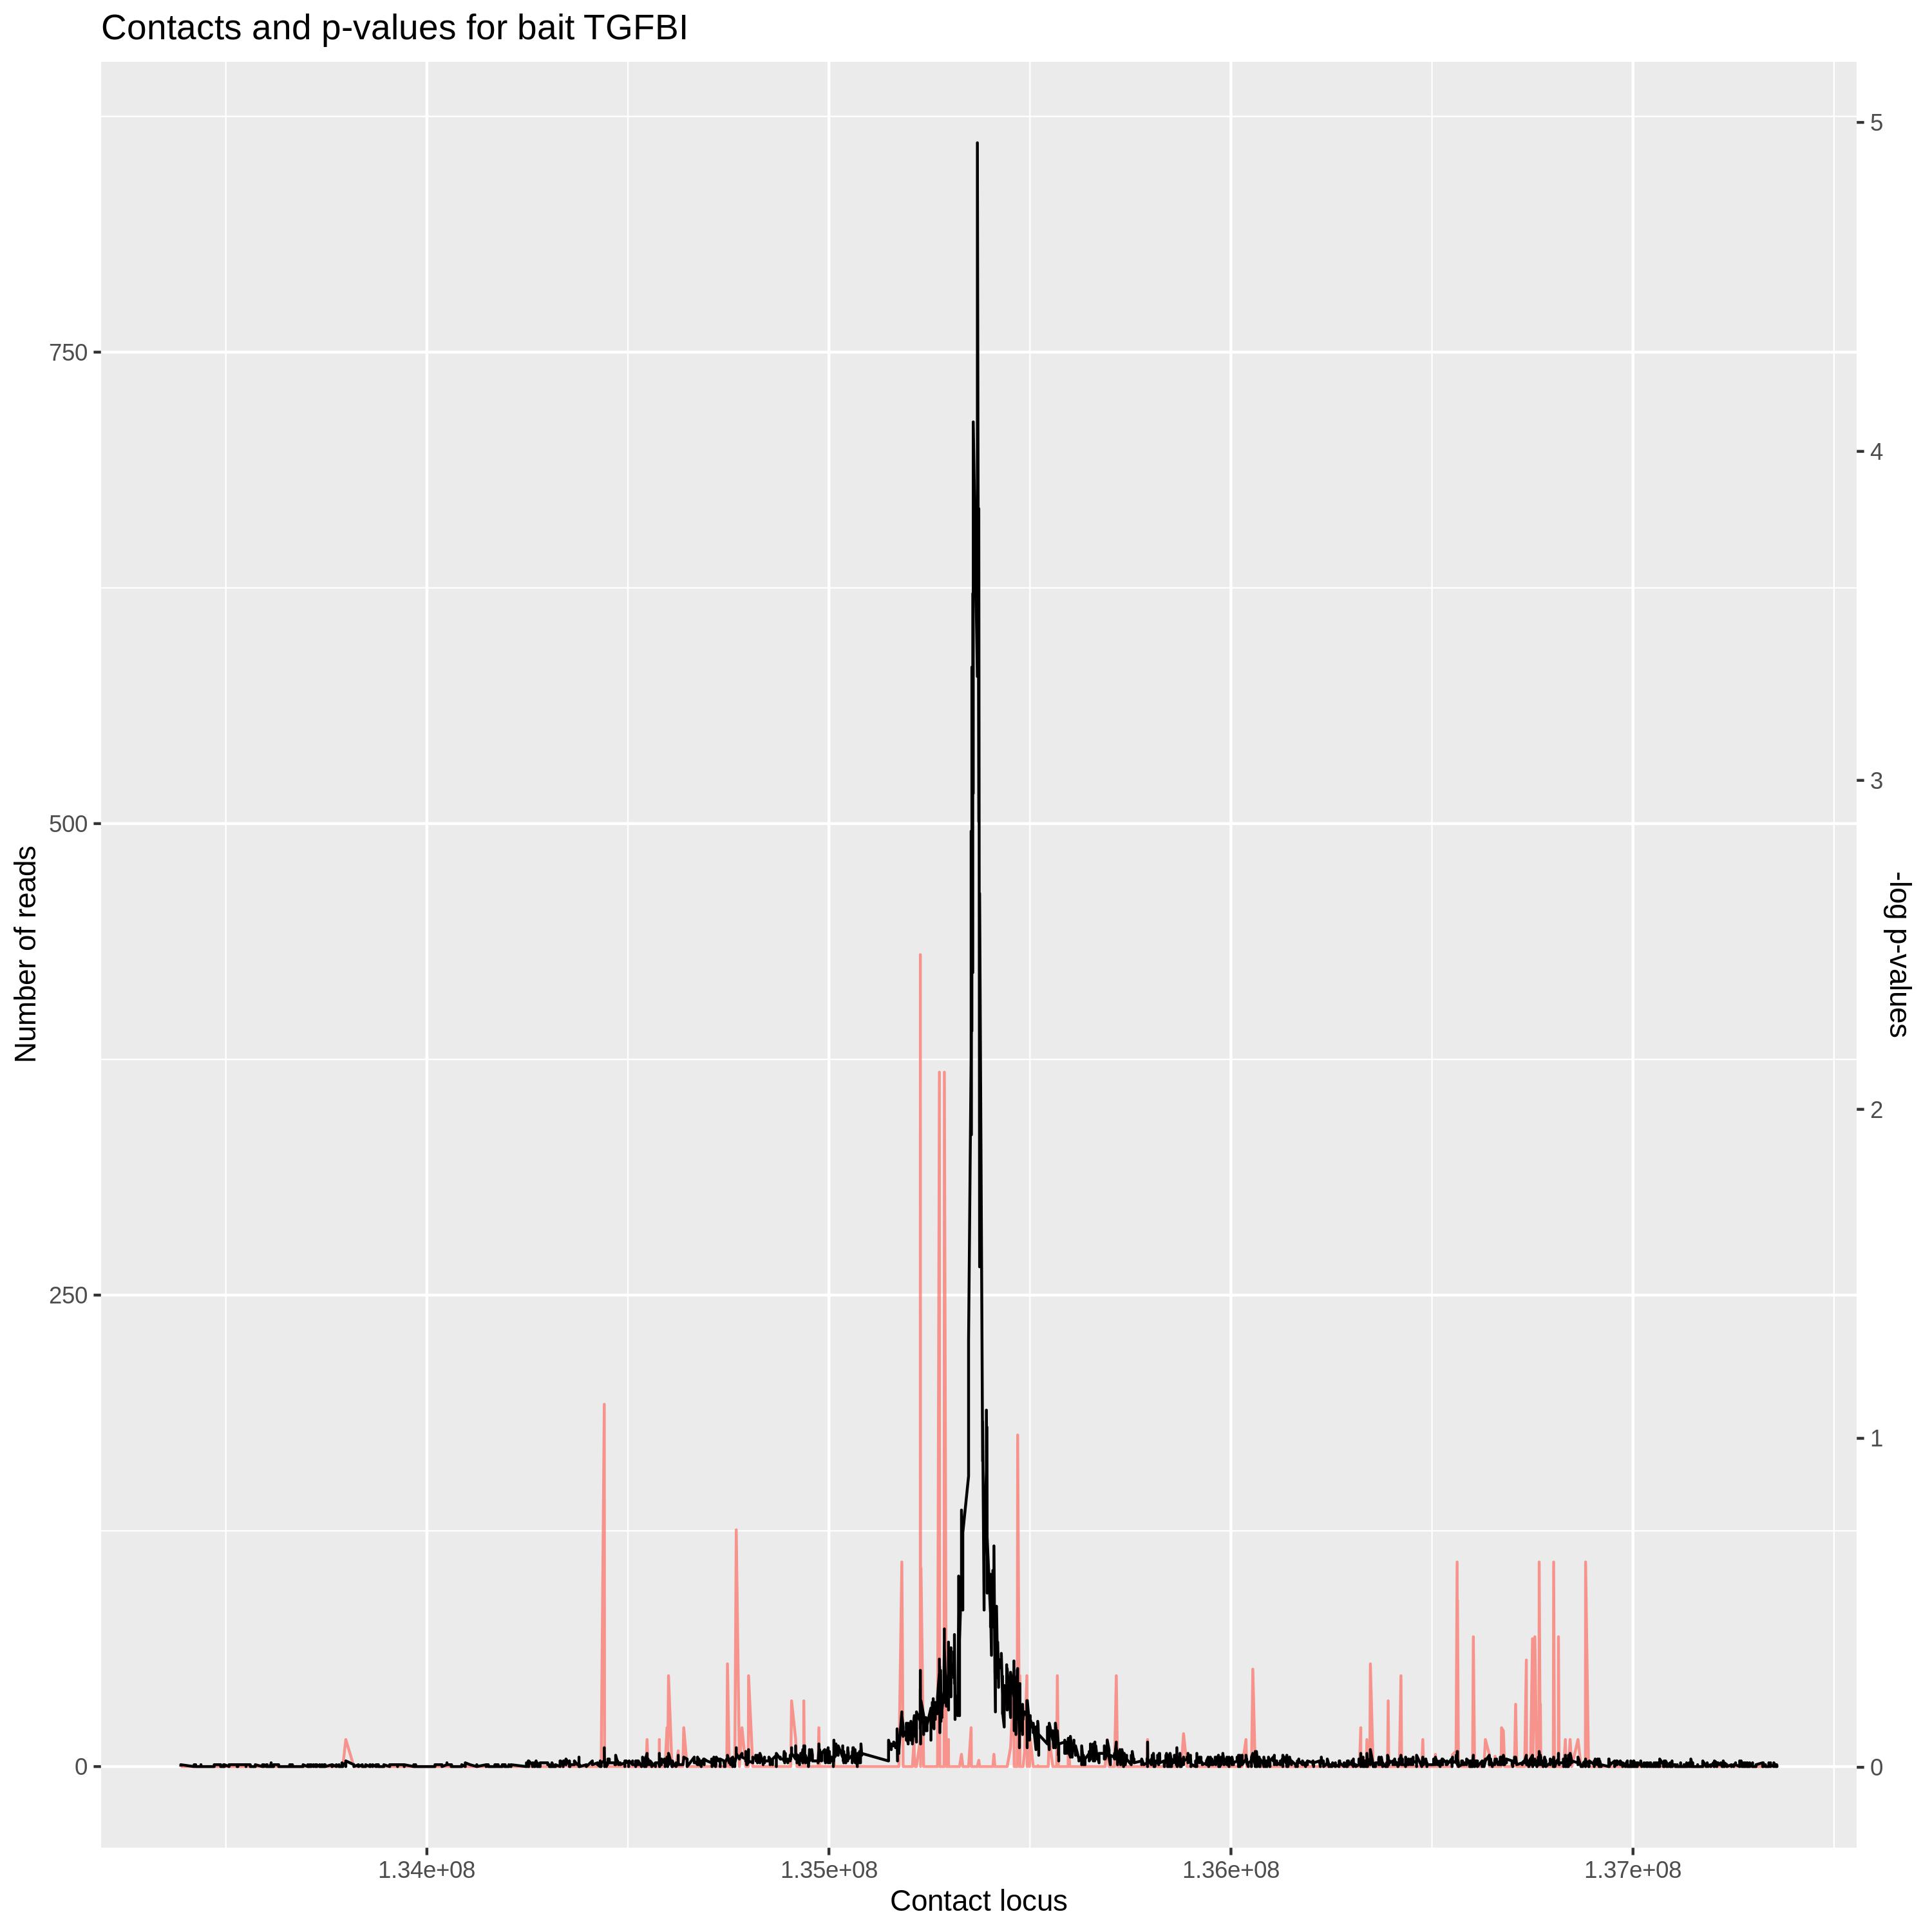 Contacts and p-values for bait TGFBI
Number of reads
750
500
250
0
-log p-values
5
4
3
2
1
0
1.34e+08
1.35e+08
1.36e+08
1.37e+08
Contact locus